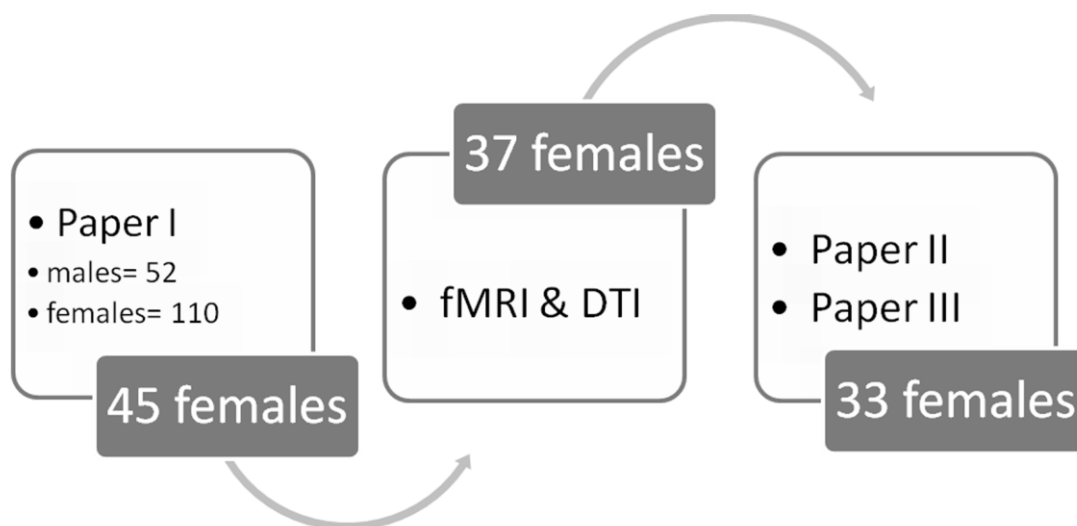 • Paper I
• males= 52
• females= 110
45 females
37 females
• fMRI & DTI
• Paper II
• Paper III
33 females